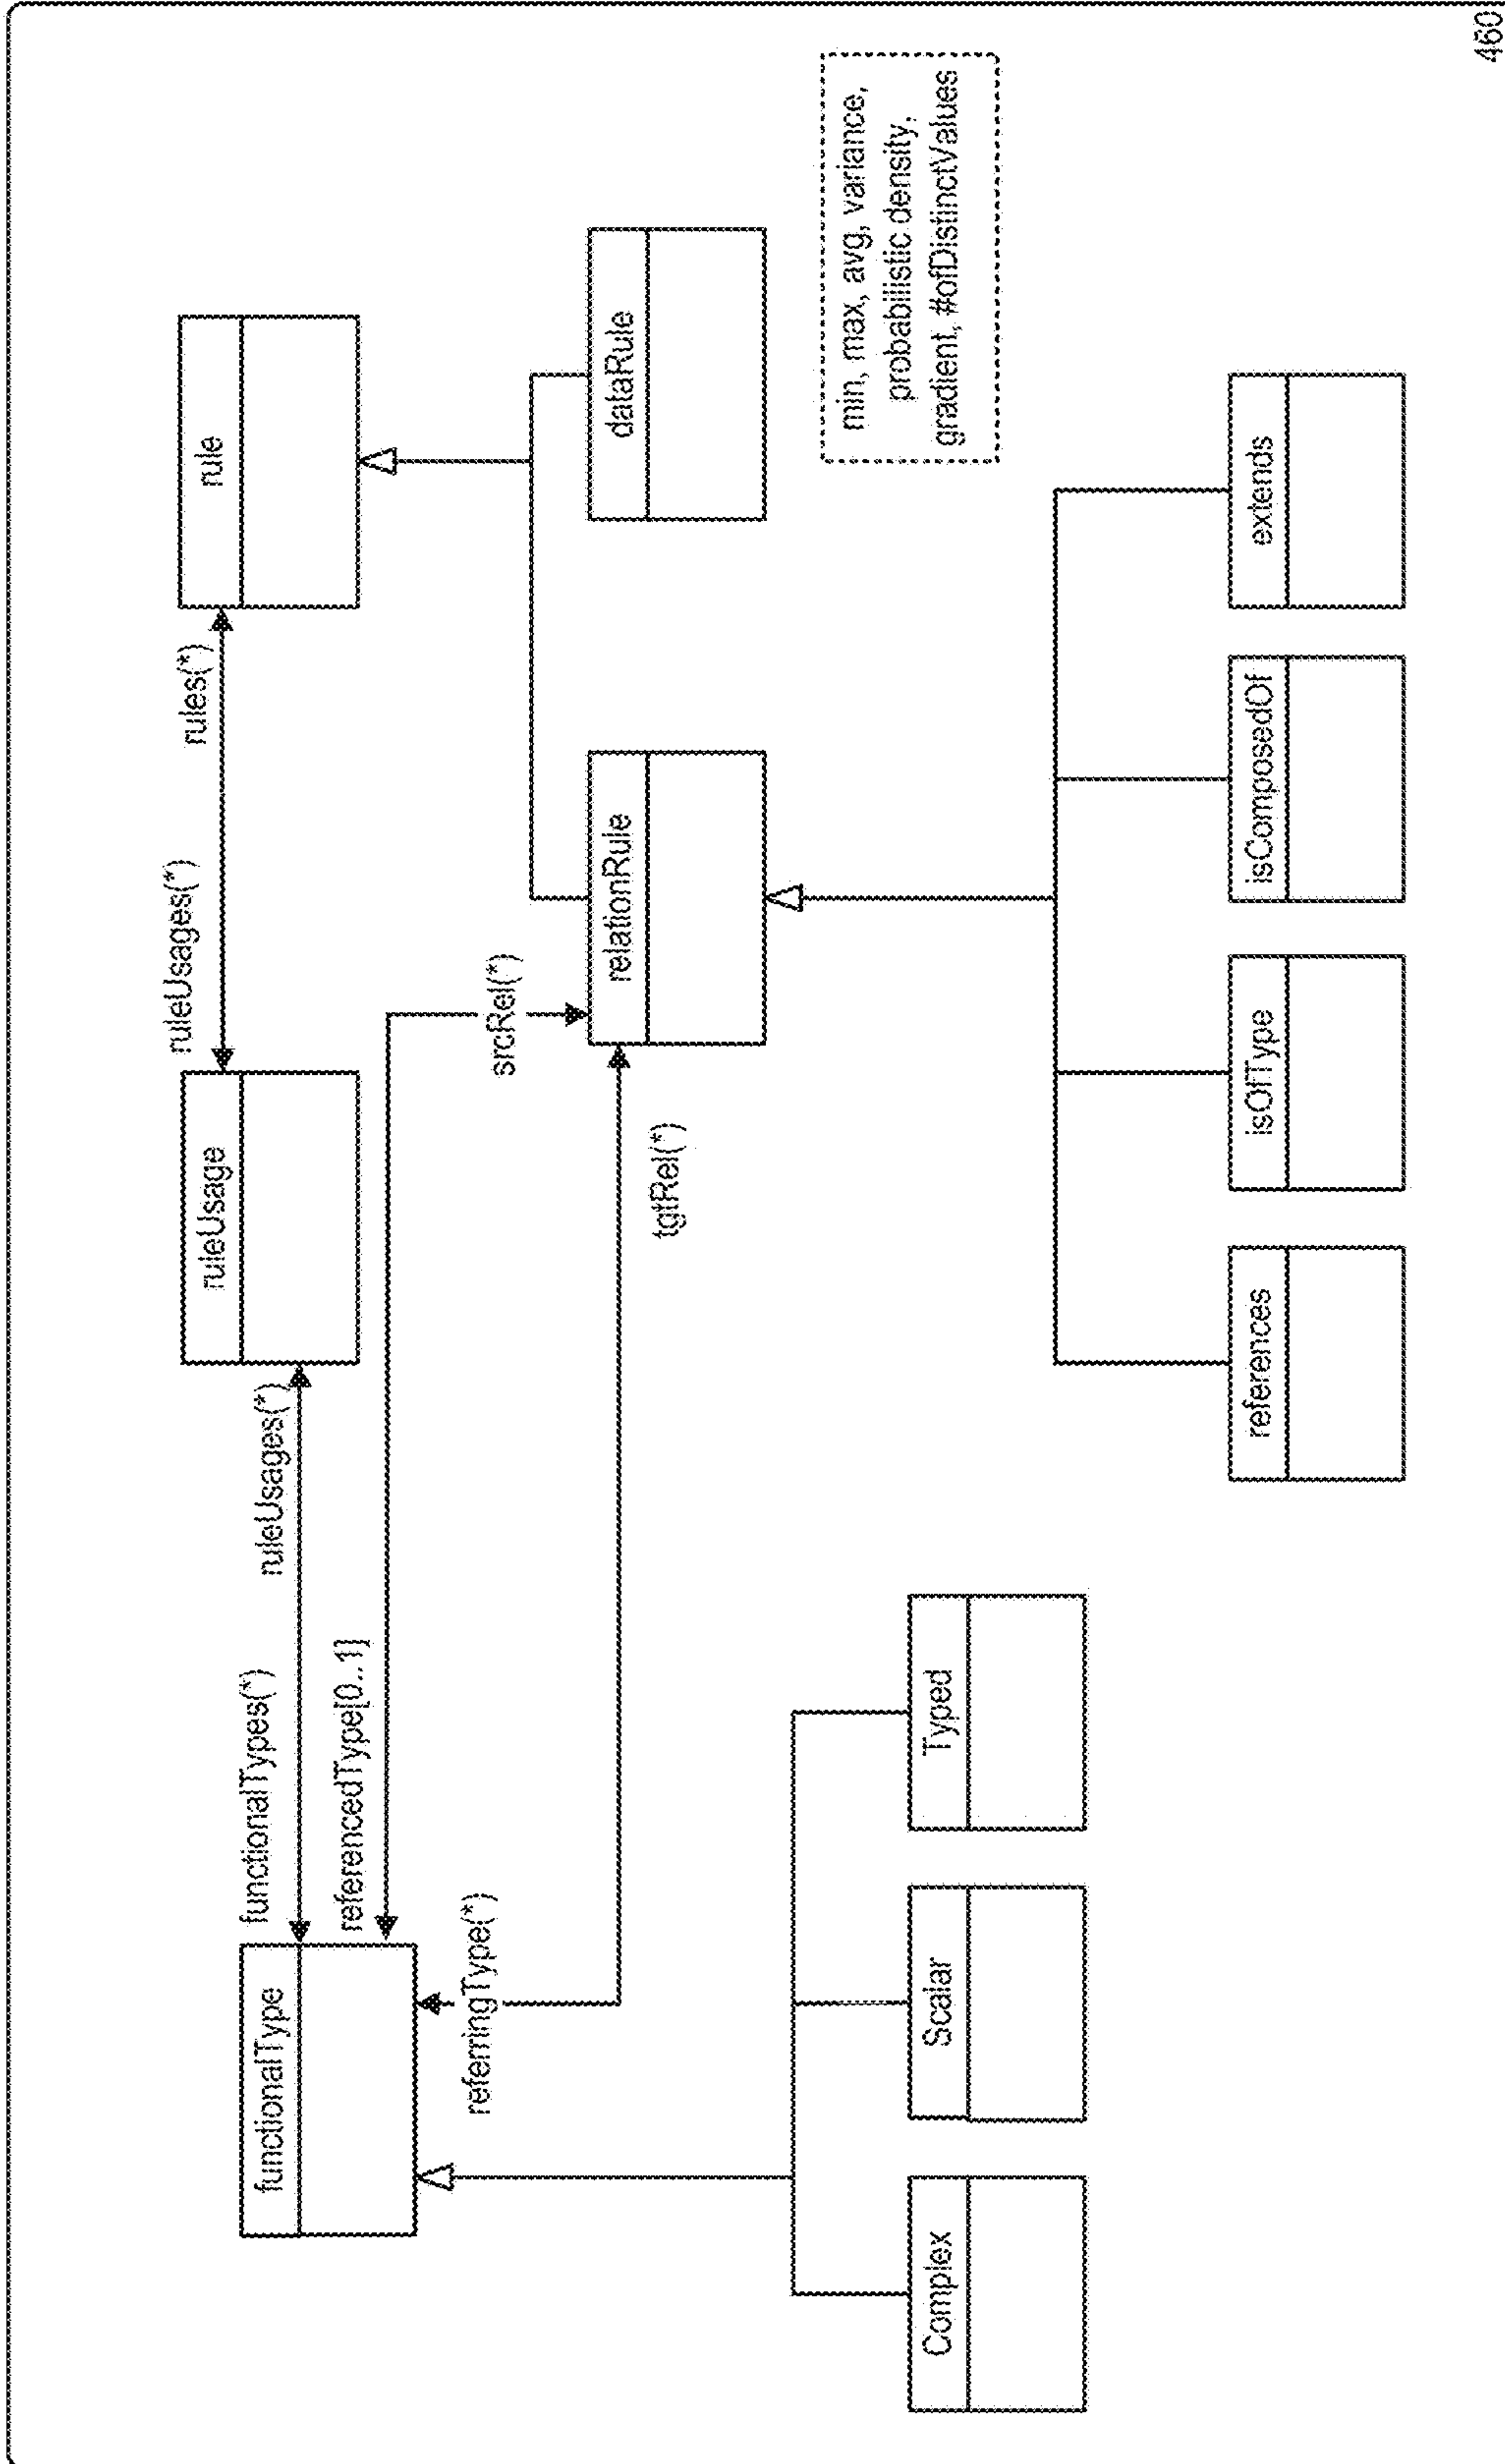 functionalType
functionalTypes(*)
ruleUsages(*)
ruleUsage
ruleUsages(*)
rules(*)
rule
referencedType[0..1]
referringType(*)
srcRel(*)
tgtRel(*)
relationRule
dataRule
min, max, avg, variance,
probabilistic density,
gradient, #ofDistinctValues
Complex
Scalar
Typed
references
isOfType
isComposedOf
extends
460